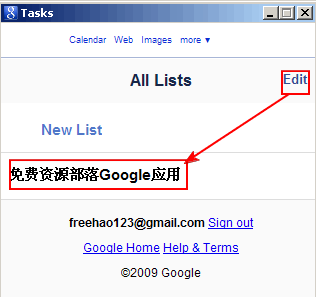 Tasks
Calendar Web Images more ▼
All Lists Edit
New List
免费资源部落Google应用
freehao123@gmail.com Sign out
Google Home Help & Terms
©2009 Google